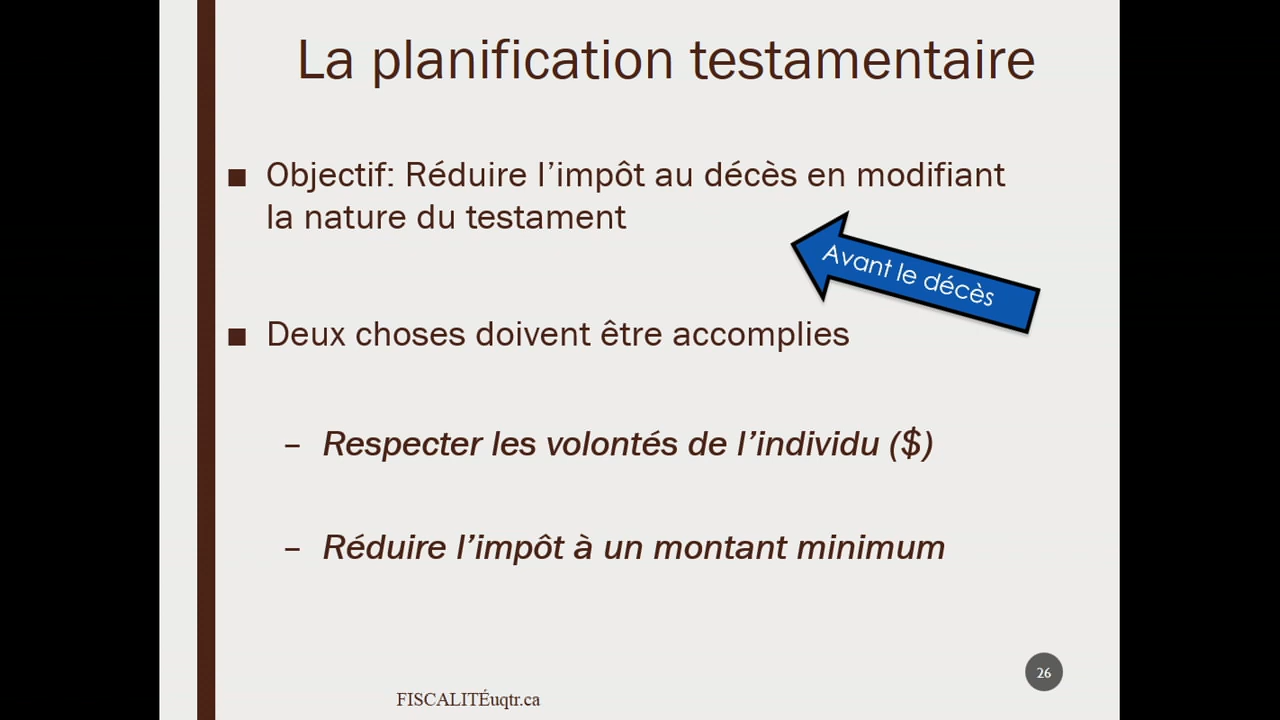 La planification testamentaire
■ Objectif: Réduire l’impôt au décès en modifiant
la nature du testament
Avant le décès
■ Deux choses doivent être accomplies
– Respecter les volontés de l’individu ($)
– Réduire l’impôt à un montant minimum
26
FISCALITÉuqtr.ca